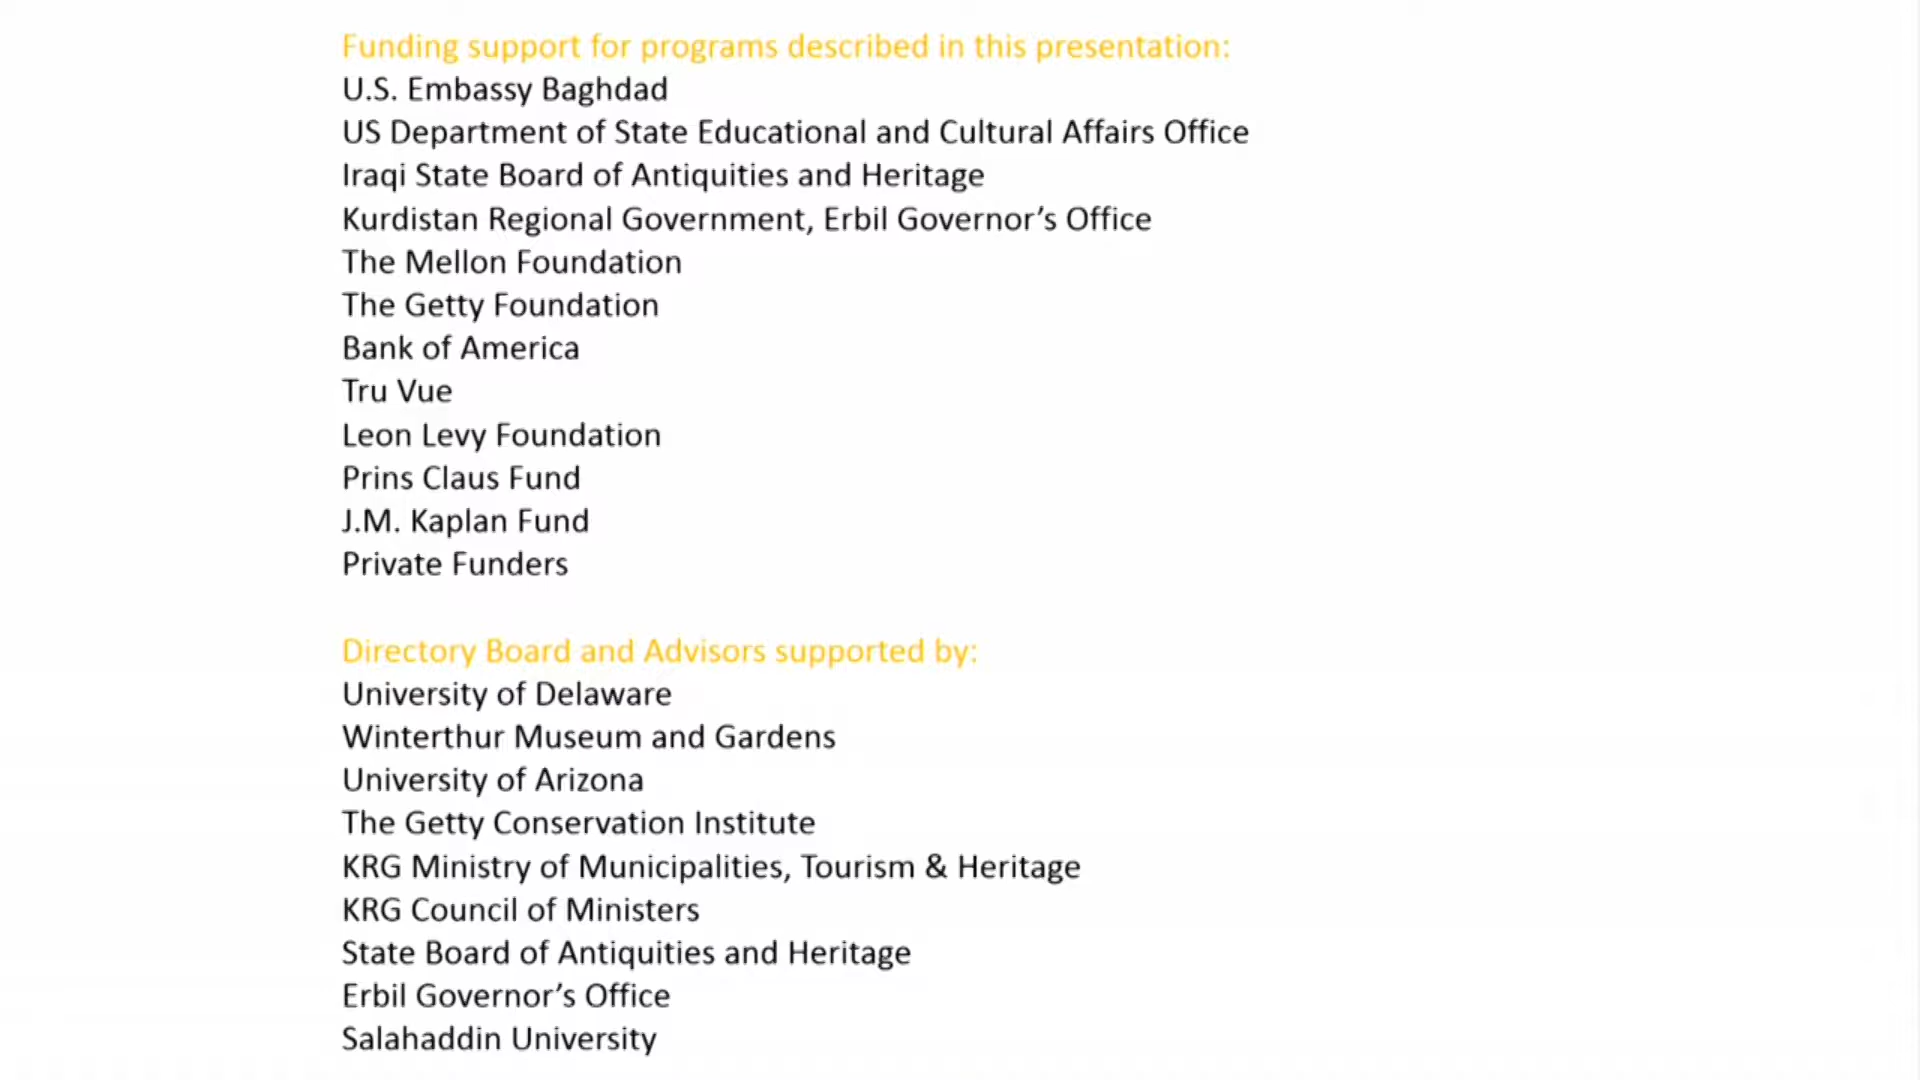 Funding support for programs described in this presentation:
U.S. Embassy Baghdad
US Department of State Educational and Cultural Affairs Office
Iraqi State Board of Antiquities and Heritage
Kurdistan Regional Government, Erbil Governor’s Office
The Mellon Foundation
The Getty Foundation
Bank of America
Tru Vue
Leon Levy Foundation
Prins Claus Fund
J.M. Kaplan Fund
Private Funders
Directory Board and Advisors supported by:
University of Delaware
Winterthur Museum and Gardens
University of Arizona
The Getty Conservation Institute
KRG Ministry of Municipalities, Tourism & Heritage
KRG Council of Ministers
State Board of Antiquities and Heritage
Erbil Governor’s Office
Salahaddin University